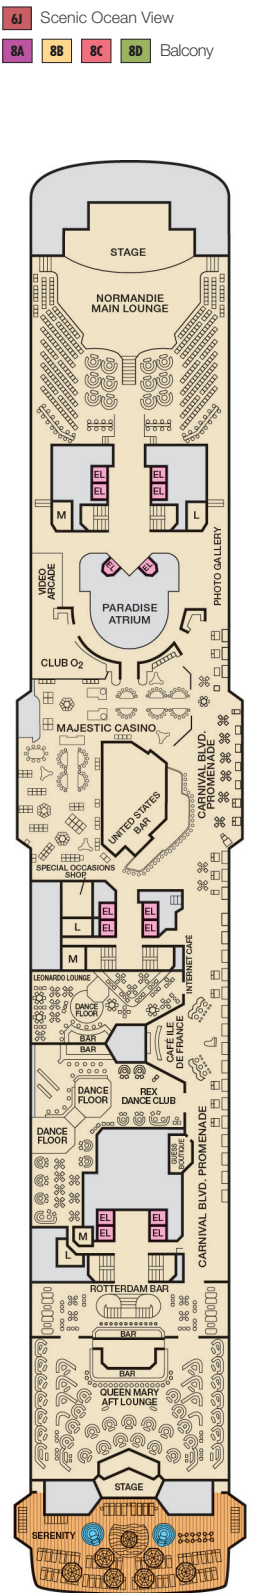 6J Scenic Ocean View
8A 8B 8C 8D Balcony
STAGE
NORMANDIE
MAIN LOUNGE
EL EL
EL EL
M L
PHOTO GALLERY
EL EL
VIDEO
ARCADE
PARADISE
ATRIUM
CLUB O2
MAJESTIC CASINO
CARNIVAL BLVD.
PROMENADE
UNITED STATES
BAR
SPECIAL OCCASIONS
SHOP
EL EL
L EL EL
M
INTERNET CAFÉ
LEONARDO LOUNGE
DANCE
FLOOR
CAFÉ ILE
DE FRANCE
BAR
BAR
DANCE
FLOOR
REX
DANCE CLUB
DANCE
FLOOR
GUESS
BOUTIQUE
CARNIVAL BLVD. PROMENADE
EL EL
M EL EL
L
ROTTERDAM BAR
BAR
BAR
QUEEN MARY
AFT LOUNGE
STAGE
SERENITY